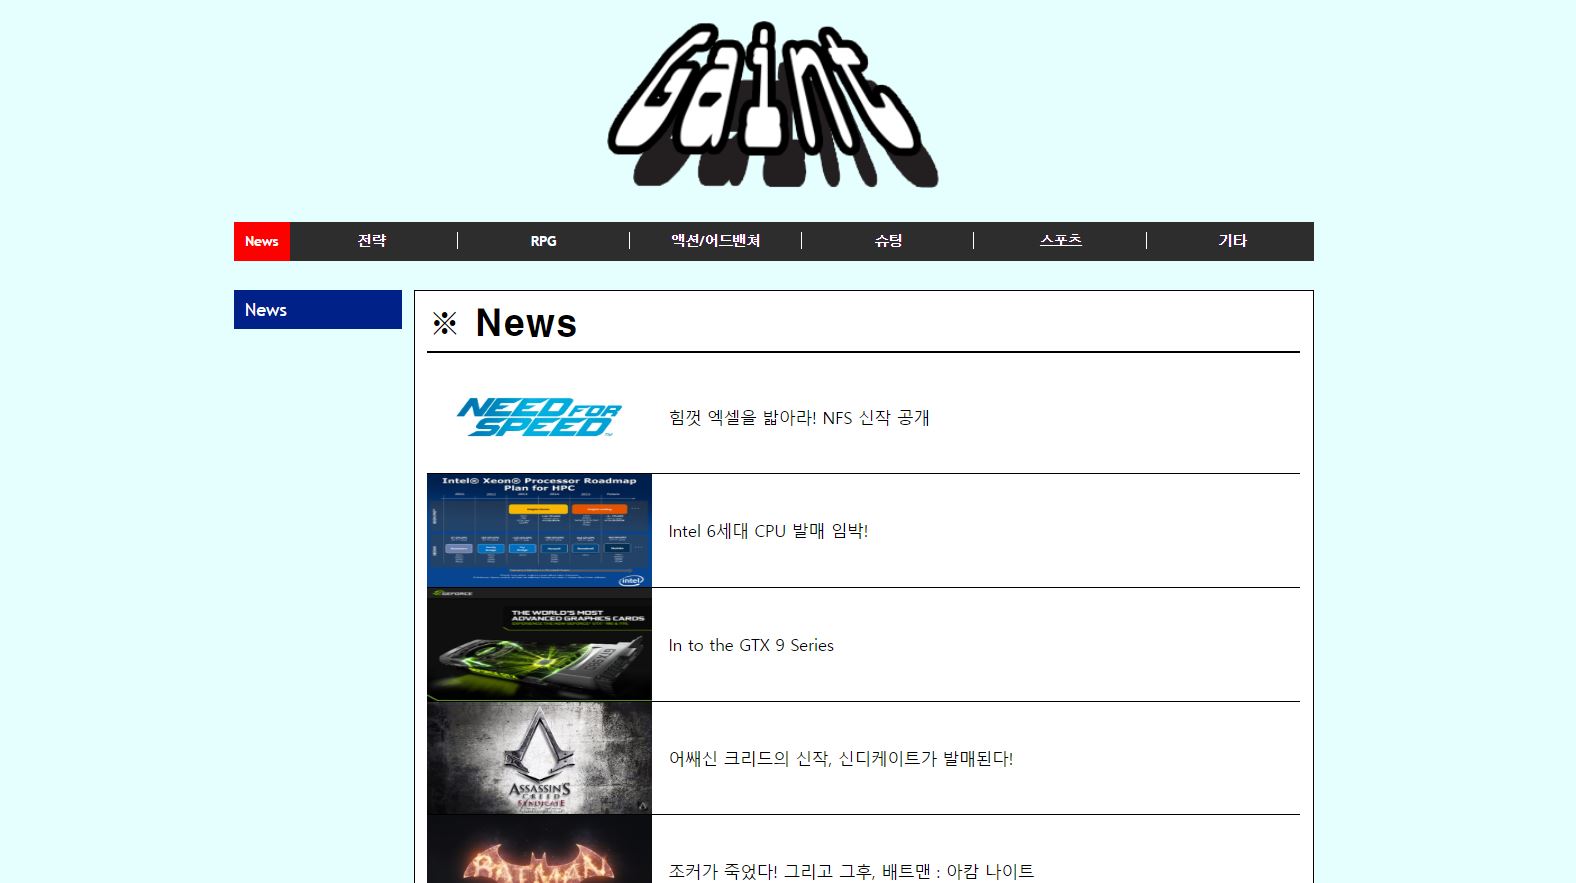 Gaint
News
전략
RPG
액션/어드벤쳐
슈팅
스포츠
기타
News
※ News
NEED FOR
SPEED™
힘껏 엑셀을 밟아라! NFS 신작 공개
Intel® Xeon® Processor Roadmap
Plan for HPC
intel
Intel 6세대 CPU 발매 임박!
GEFORCE
THE WORLD'S MOST
ADVANCED GRAPHICS CARDS
In to the GTX 9 Series
ASSASSIN'S
CREED
SYNDICATE
어쌔신 크리드의 신작, 신디케이트가 발매된다!
BATMAN
조커가 죽었다! 그리고 그후, 배트맨 : 아캄 나이트